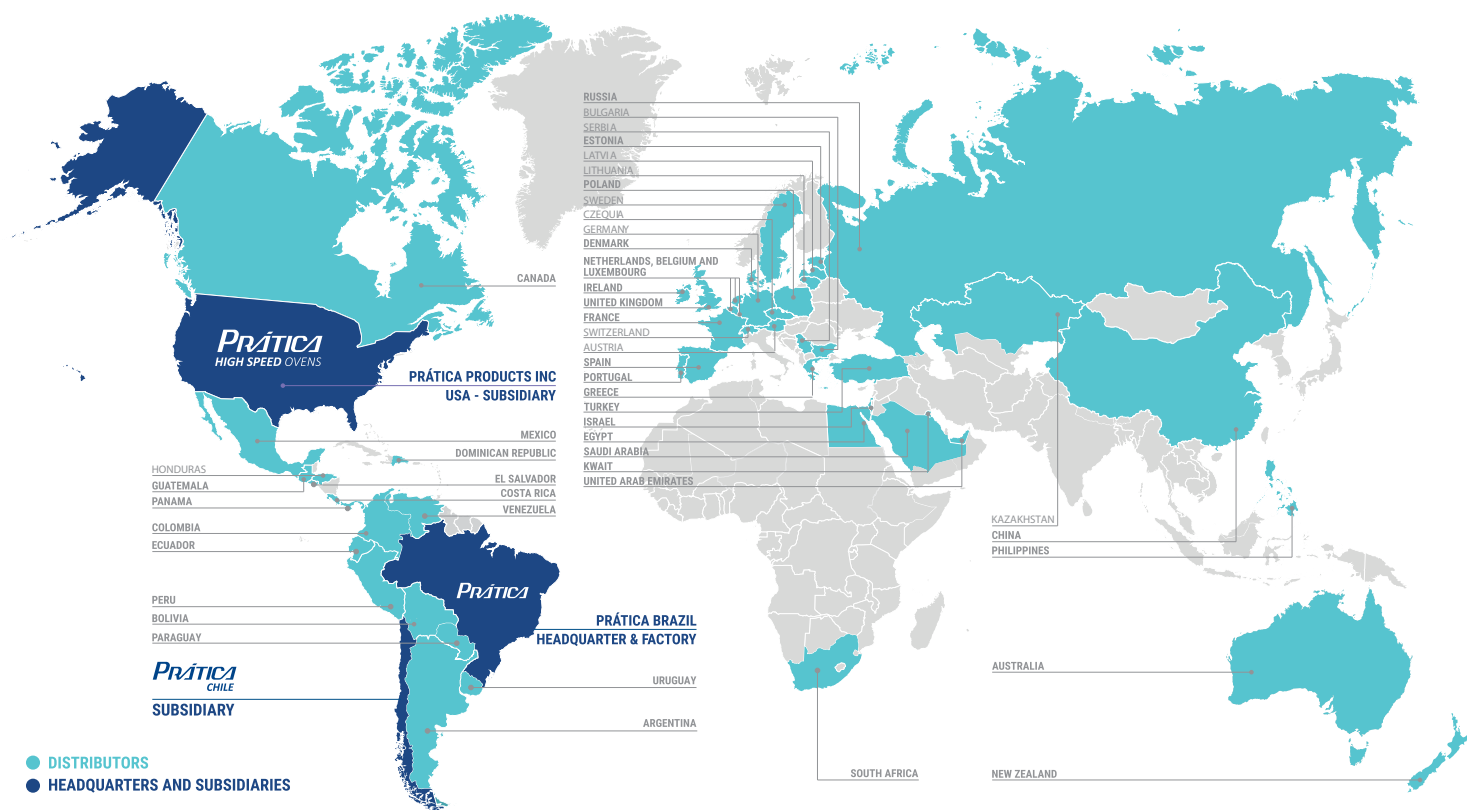 RUSSIA
BULGARIA
SERBIA
ESTONIA
LATVIA
LITHUANIA
POLAND
SWEDEN
CZEQUIA
GERMANY
DENMARK
NETHERLANDS, BELGIUM AND
LUXEMBOURG
IRELAND
UNITED KINGDOM
FRANCE
SWITZERLAND
AUSTRIA
SPAIN
PORTUGAL
GREECE
TURKEY
ISRAEL
EGYPT
SAUDI ARABIA
KWAIT
UNITED ARAB EMIRATES
CANADA
PRÁTICA
HIGH SPEED OVENS
PRÁTICA PRODUCTS INC
USA - SUBSIDIARY
MEXICO
DOMINICAN REPUBLIC
HONDURAS
GUATEMALA
PANAMA
EL SALVADOR
COSTA RICA
VENEZUELA
COLOMBIA
ECUADOR
PERU
BOLIVIA
PARAGUAY
PRÁTICA
PRÁTICA BRAZIL
HEADQUARTER & FACTORY
PRÁTICA
CHILE
SUBSIDIARY
URUGUAY
ARGENTINA
KAZAKHSTAN
CHINA
PHILIPPINES
AUSTRALIA
SOUTH AFRICA
NEW ZEALAND
DISTRIBUTORS
HEADQUARTERS AND SUBSIDIARIES